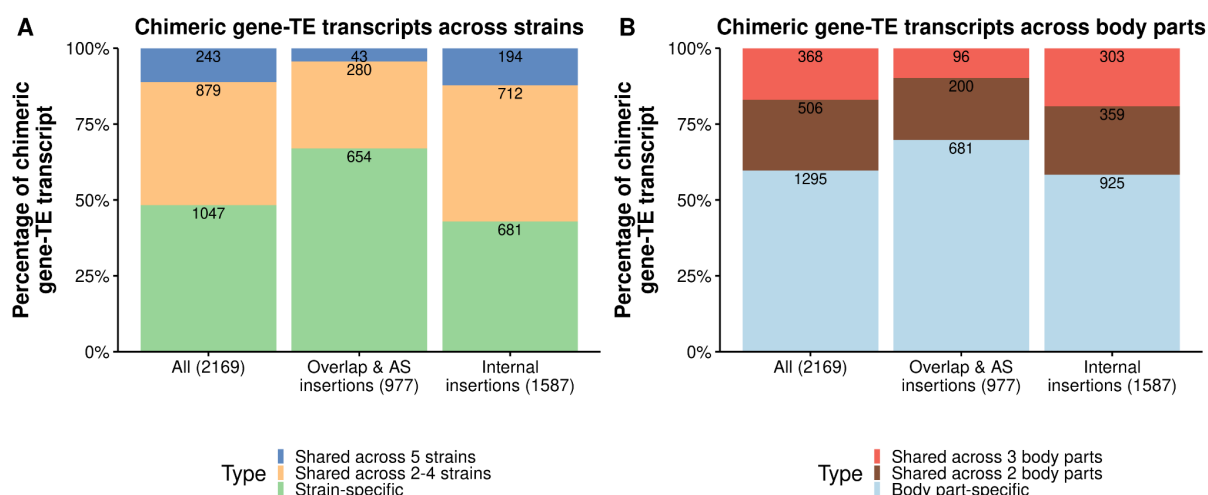 A
Chimeric gene-TE transcripts across strains
Percentage of chimeric
gene-TE transcript
100%
75%
50%
25%
0%
243
879
1047
43
280
654
194
712
681
All (2169)
Overlap & AS
insertions (977)
Internal
insertions (1587)
Type
Shared across 5 strains
Shared across 2-4 strains
Strain-specific
B
Chimeric gene-TE transcripts across body parts
Percentage of chimeric
gene-TE transcript
100%
75%
50%
25%
0%
368
506
1295
96
200
681
303
359
925
All (2169)
Overlap & AS
insertions (977)
Internal
insertions (1587)
Type
Shared across 3 body parts
Shared across 2 body parts
Body part-specific